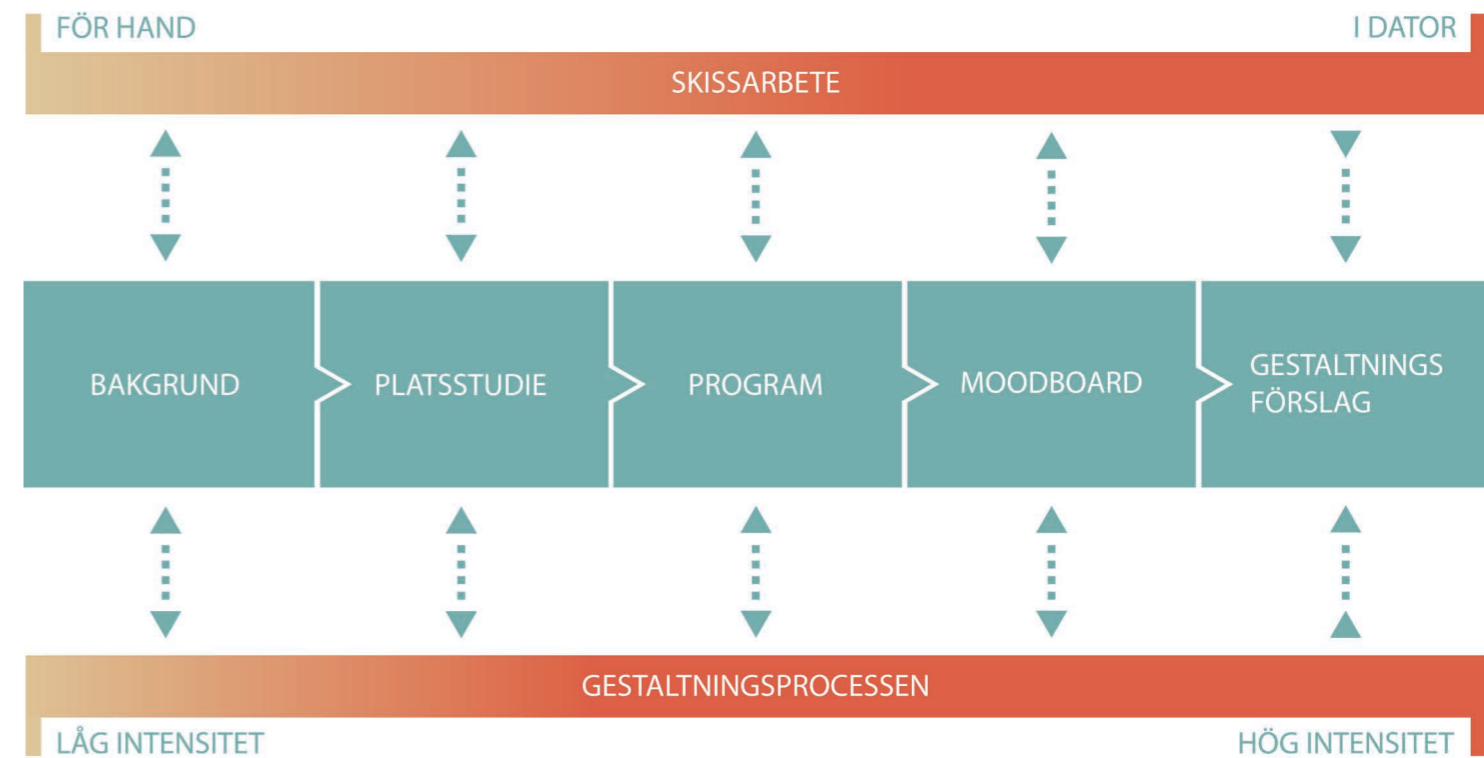 FÖR HAND
I DATOR
SKISSARBETE
BAKGRUND
PLATSSTUDIE
PROGRAM
MOODBOARD
GESTALTNINGS
FÖRSLAG
GESTALTNINGSPROCESSEN
LÅG INTENSITET
HÖG INTENSITET